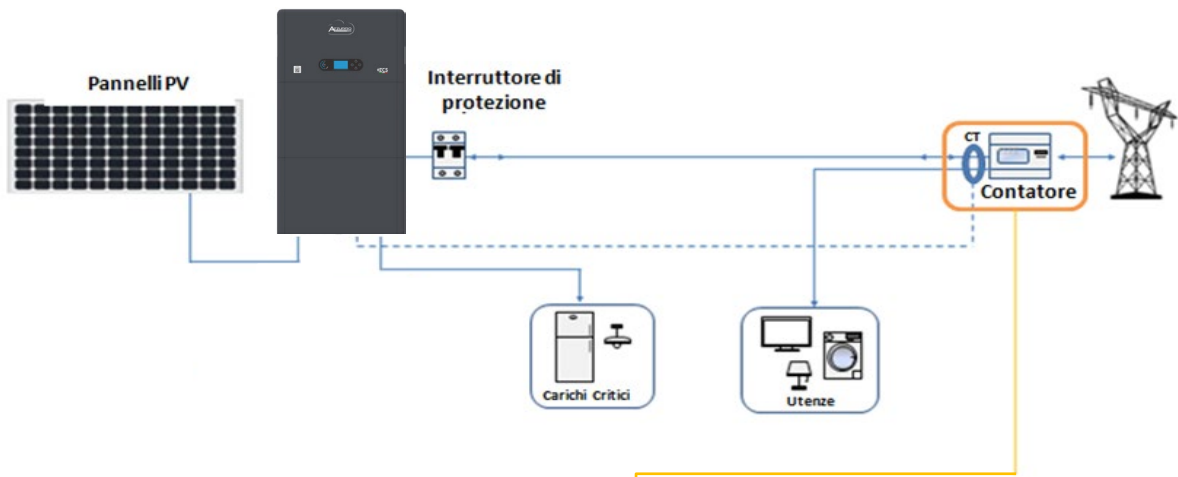 Pannelli PV
Interruttore di
protezione
CT
Contatore
Carichi Critici
Utenze